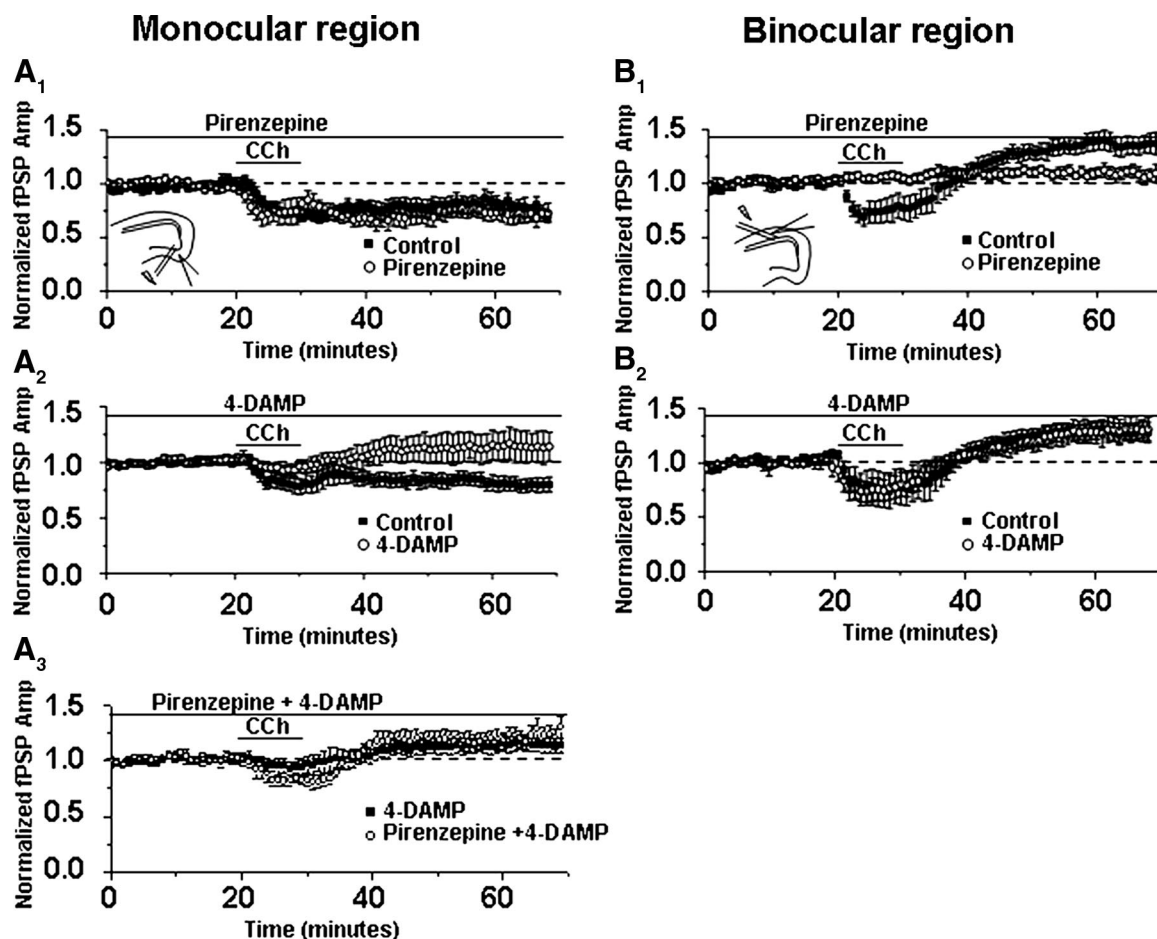 Monocular region
Binocular region
A1
Normalized fPSP Amp
1.5
1.0
0.5
0.0
Pirenzepine
CCh
Control
Pirenzepine
0
20
40
60
Time (minutes)
B1
Normalized fPSP Amp
1.5
1.0
0.5
0.0
Pirenzepine
CCh
Control
Pirenzepine
0
20
40
60
Time (minutes)
A2
Normalized fPSP Amp
1.5
1.0
0.5
0.0
4-DAMP
CCh
Control
4-DAMP
0
20
40
60
Time (minutes)
B2
Normalized fPSP Amp
1.5
1.0
0.5
0.0
4-DAMP
CCh
Control
4-DAMP
0
20
40
60
Time (minutes)
A3
Normalized fPSP Amp
1.5
1.0
0.5
0.0
Pirenzepine + 4-DAMP
CCh
4-DAMP
Pirenzepine +4-DAMP
0
20
40
60
Time (minutes)